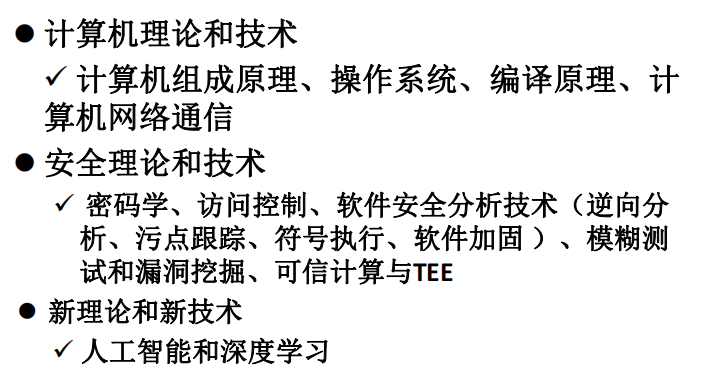 ● 计算机理论和技术
✓ 计算机组成原理、操作系统、编译原理、计
算机网络通信
● 安全理论和技术
✓ 密码学、访问控制、软件安全分析技术（逆向分
析、污点跟踪、符号执行、软件加固 ）、模糊测
试和漏洞挖掘、可信计算与TEE
● 新理论和新技术
✓ 人工智能和深度学习